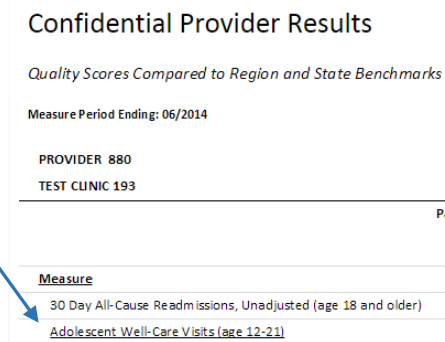 Confidential Provider Results
Quality Scores Compared to Region and State Benchmarks
Measure Period Ending: 06/2014
PROVIDER 880
TEST CLINIC 193
Measure
30 Day All-Cause Readmissions, Unadjusted (age 18 and older)
Adolescent Well-Care Visits (age 12-21)